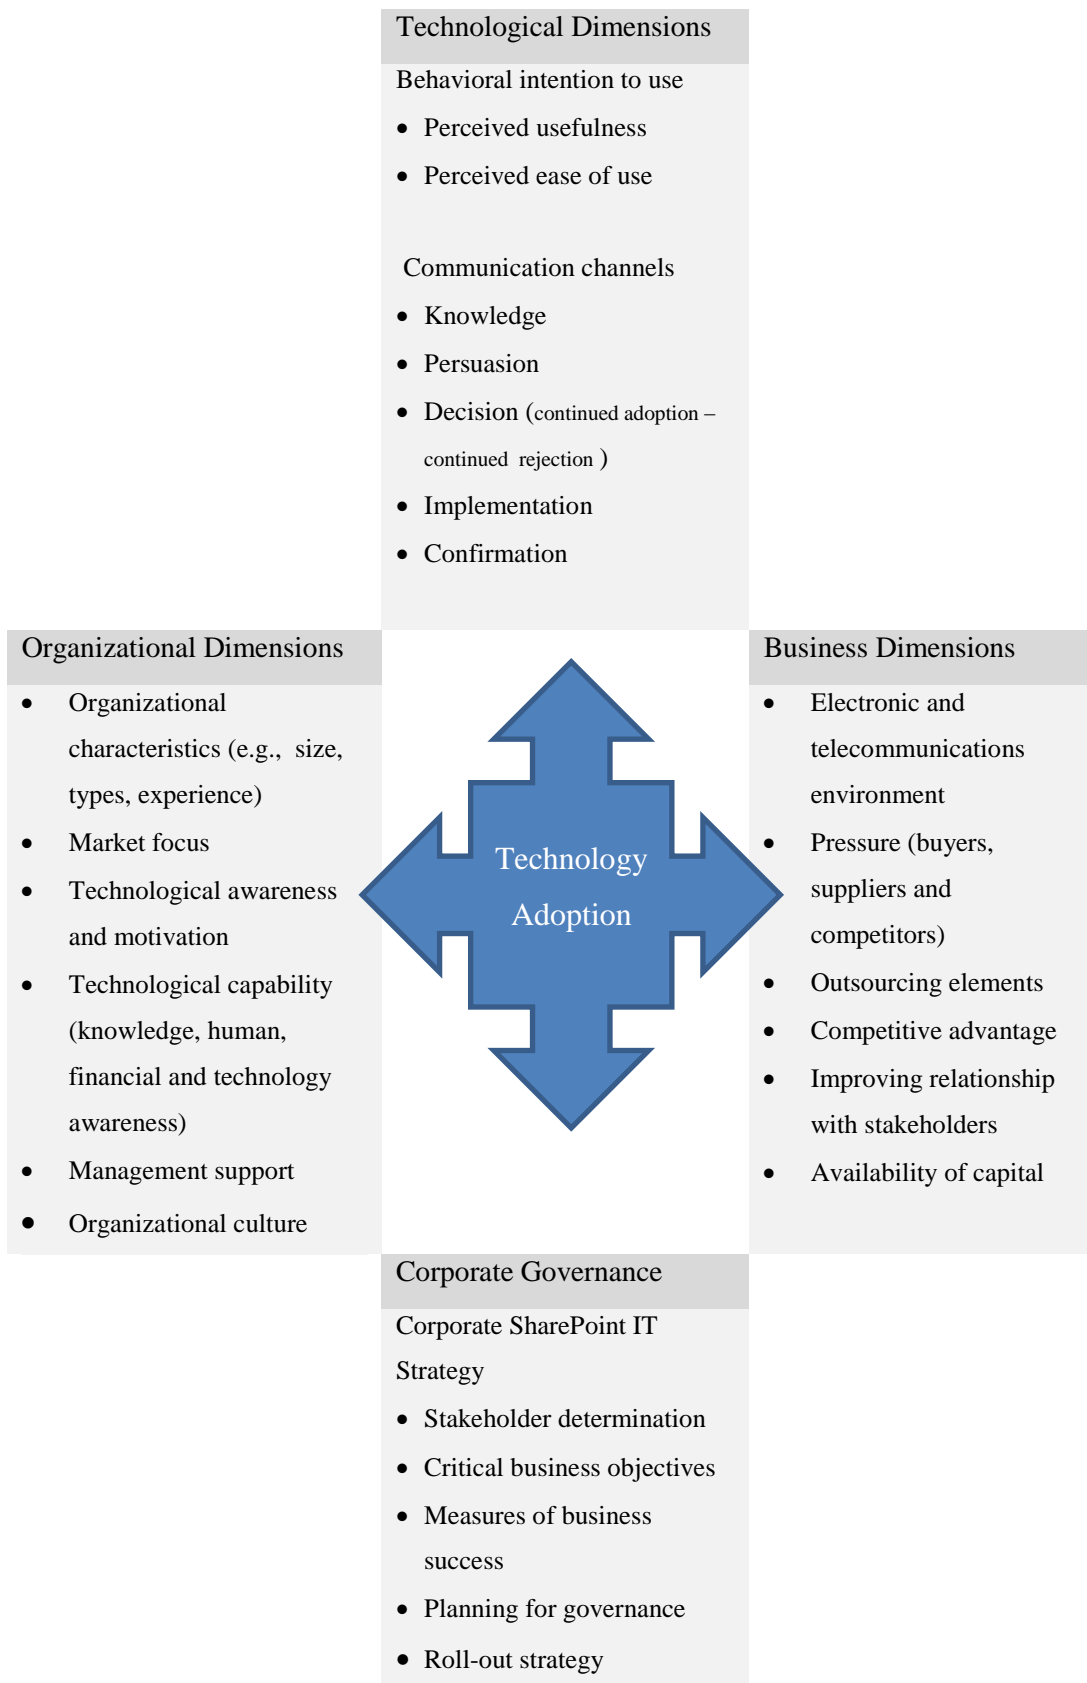 Technological Dimensions
Behavioral intention to use
• Perceived usefulness
• Perceived ease of use
Communication channels
• Knowledge
• Persuasion
• Decision (continued adoption –
continued rejection )
• Implementation
• Confirmation
Organizational Dimensions
• Organizational
characteristics (e.g., size,
types, experience)
• Market focus
• Technological awareness
and motivation
• Technological capability
(knowledge, human,
financial and technology
awareness)
• Management support
• Organizational culture
Technology
Adoption
Business Dimensions
• Electronic and
telecommunications
environment
• Pressure (buyers,
suppliers and
competitors)
• Outsourcing elements
• Competitive advantage
• Improving relationship
with stakeholders
• Availability of capital
Corporate Governance
Corporate SharePoint IT
Strategy
• Stakeholder determination
• Critical business objectives
• Measures of business
success
• Planning for governance
• Roll-out strategy